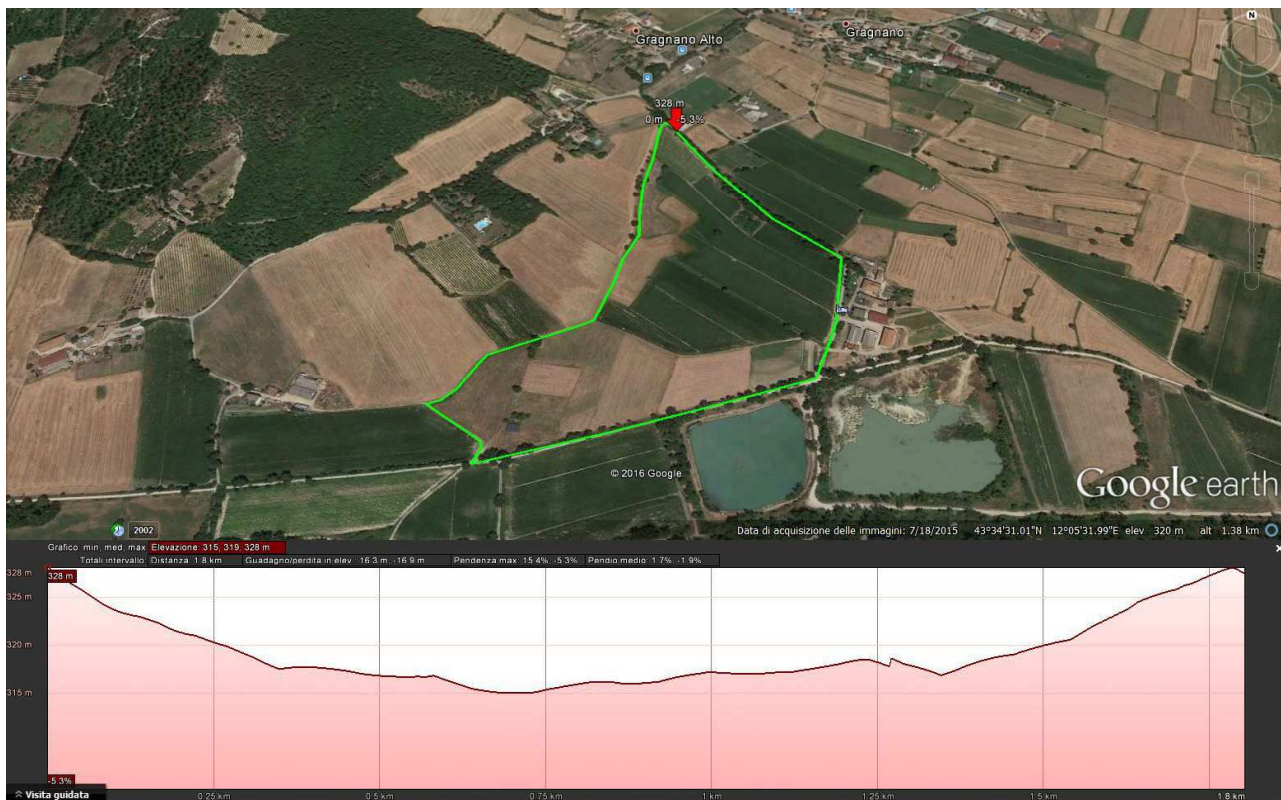 N
Gragnano Alto
Gragnano
328 m
0 m -5.3%
© 2016 Google
Google earth
2002
Data di acquisizione delle immagini: 7/18/2015 43°34'31.01"N 12°05'31.99"E elev 320 m alt 1.38 km
Grafico min, med, max Elevazione: 315, 319, 328 m
Totali intervallo: Distanza: 1.8 km Guadagno/perdita in elev.: 16.3 m, -16.9 m Pendenza max: 15.4%, -5.3% Pendio medio: 1.7%, -1.9%
328 m
328 m
325 m
320 m
315 m
-5.3%
Visita guidata
0.25 km
0.5 km
0.75 km
1 km
1.25 km
1.5 km
1.8 km